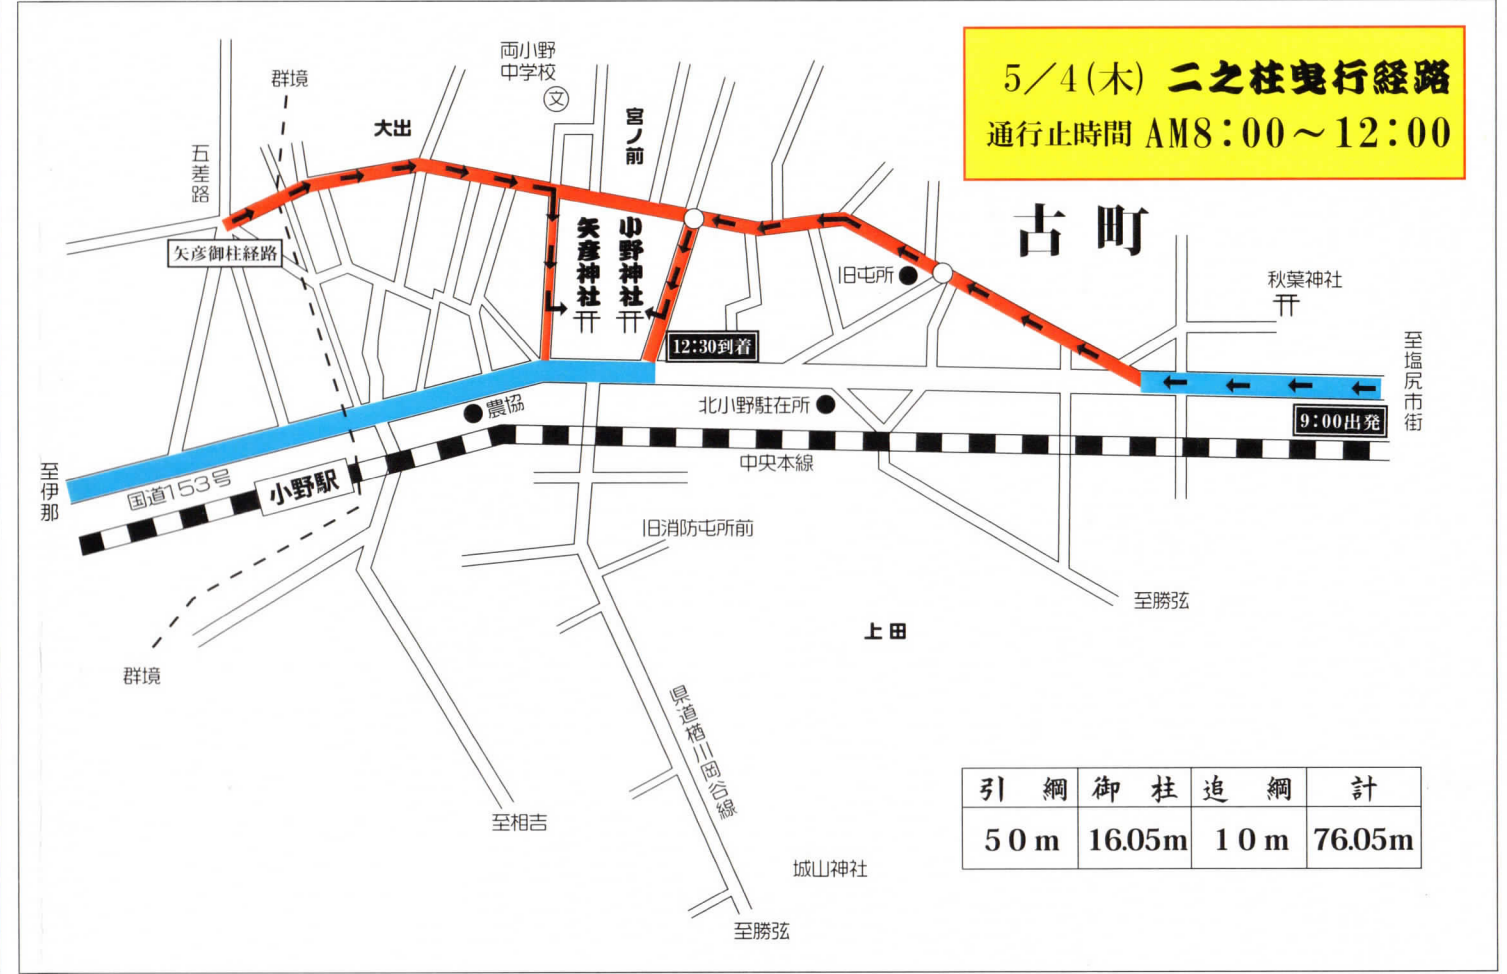 5／4(木) 二之柱曳行経路
通行止時間 AM8：00～12：00
両小野
中学校
文
群境
大出
宮ノ前
五差路
矢彦御柱経路
矢彦神社
小野神社
古町
旧屯所
秋葉神社
12:30到着
至塩尻市街
9:00出発
農協
北小野駐在所
中央本線
至伊那
国道153号
小野駅
旧消防屯所前
至勝弦
上田
群境
県道楢川岡谷線
至相吉
城山神社
至勝弦
引綱 御柱 追綱 計
50m 16.05m 10m 76.05m